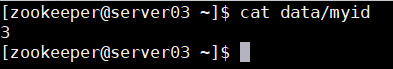 [zookeeper@server03 ~]$ cat data/myid
3
[zookeeper@server03 ~]$